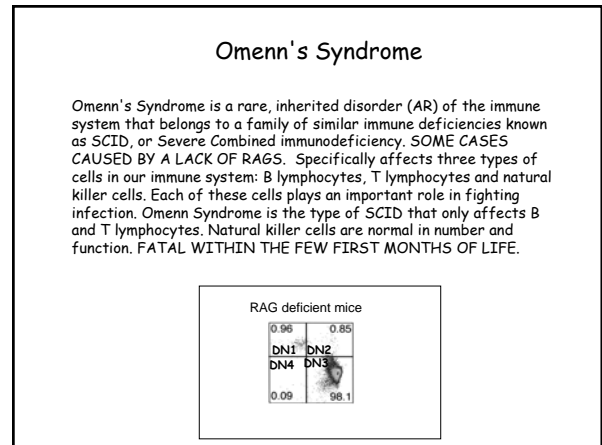 Omenn's Syndrome
Omenn's Syndrome is a rare, inherited disorder (AR) of the immune
system that belongs to a family of similar immune deficiencies known
as SCID, or Severe Combined immunodeficiency. SOME CASES
CAUSED BY A LACK OF RAGS. Specifically affects three types of
cells in our immune system: B lymphocytes, T lymphocytes and natural
killer cells. Each of these cells plays an important role in fighting
infection. Omenn Syndrome is the type of SCID that only affects B
and T lymphocytes. Natural killer cells are normal in number and
function. FATAL WITHIN THE FEW FIRST MONTHS OF LIFE.
RAG deficient mice
0.96 0.85
DN1 DN2
DN4 DN3
0.09 98.1